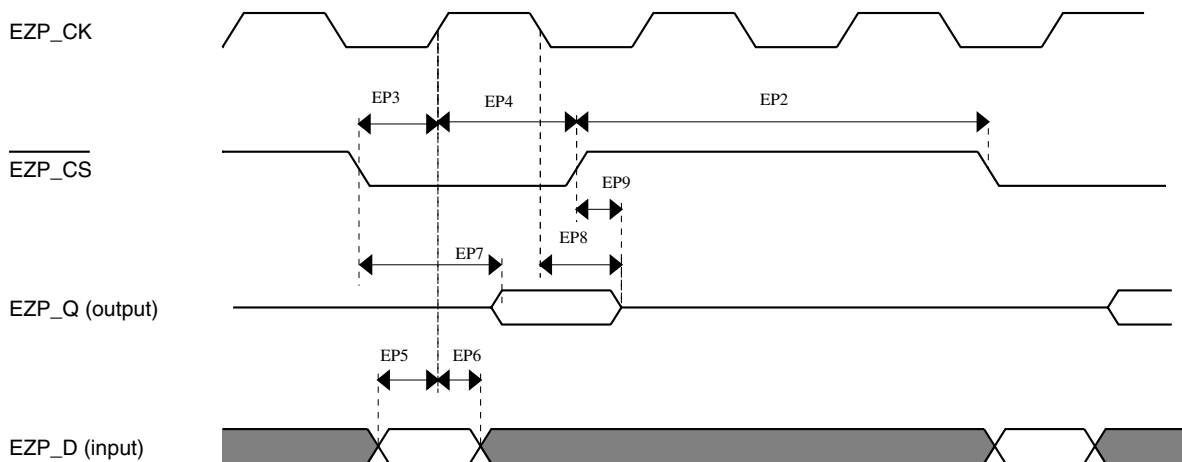 EZP_CK
EP3
EP4
EP2
EZP_CS
EP9
EP8
EP7
EZP_Q (output)
EP5
EP6
EZP_D (input)